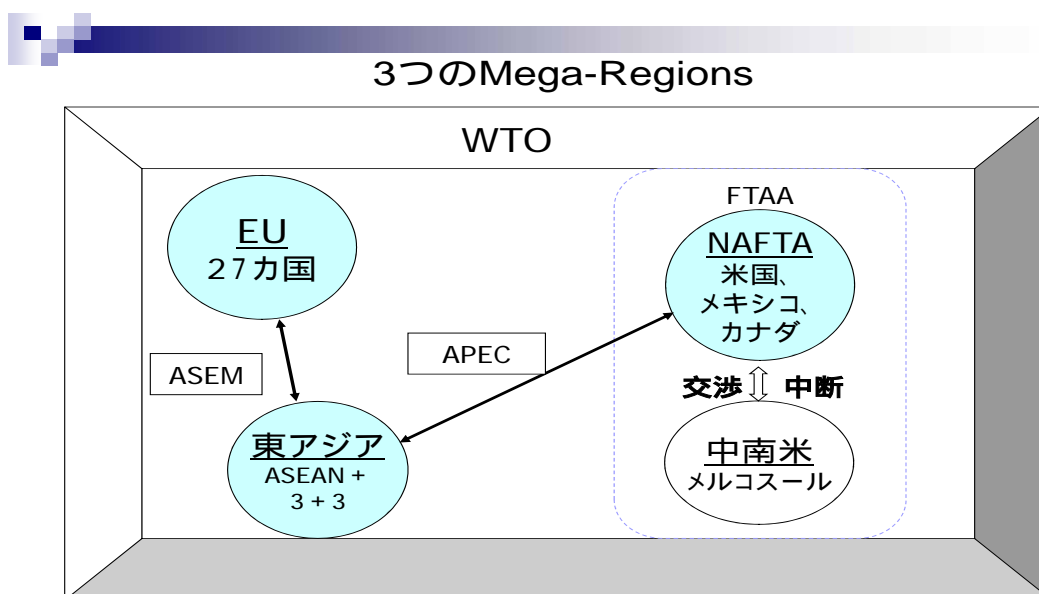 3つのMega-Regions
WTO
EU
27カ国
FTAA
NAFTA
米国、
メキシコ、
カナダ
ASEM
APEC
交渉 中断
東アジア
ASEAN+
3+3
中南米
メルコスール